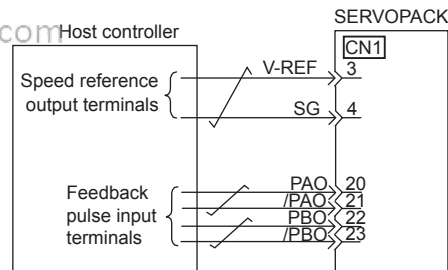 SERVOPACK
com
Host controller
CN1
Speed reference
output terminals
V-REF 3
SG 4
Feedback
pulse input
terminals
PAO 20
/PAO 21
PBO 22
/PBO 23